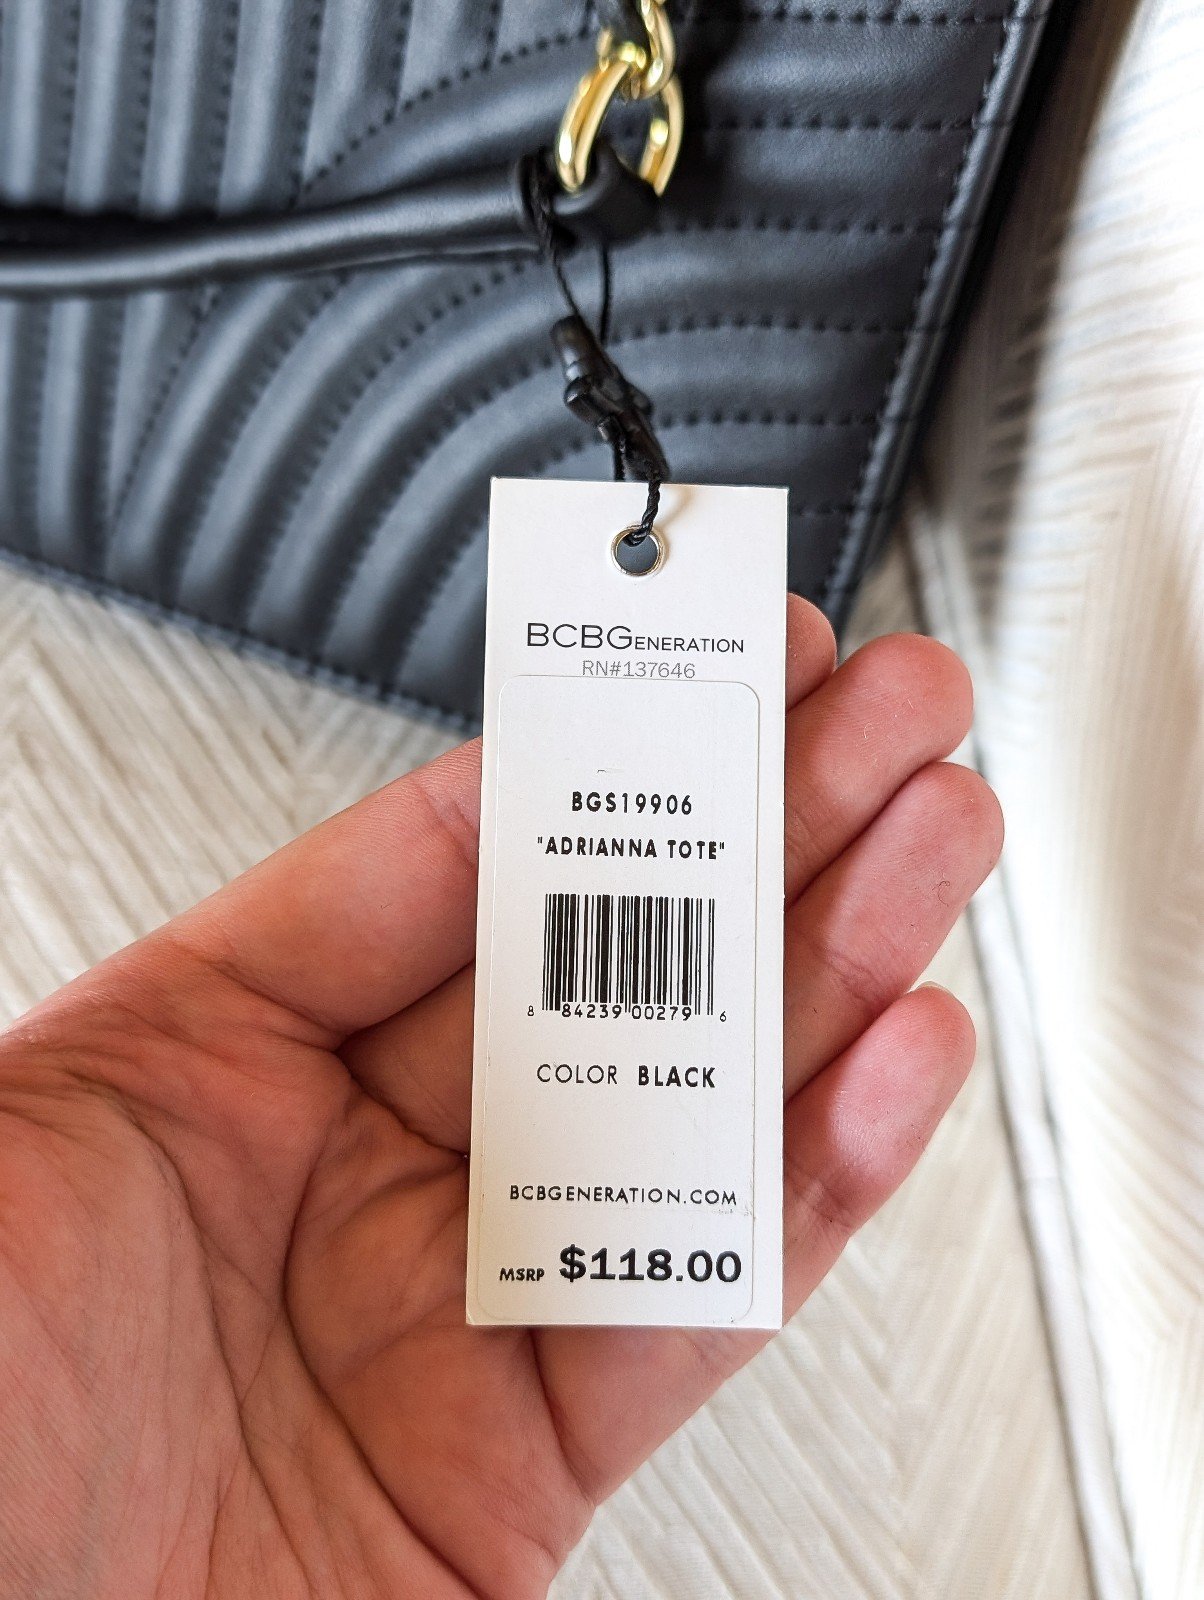 BCBGENERATION
RN#137646
BGS19906
"ADRIANNA TOTE"
8 84239 00279 6
COLOR BLACK
BCBGENERATION.COM
MSRP $118.00